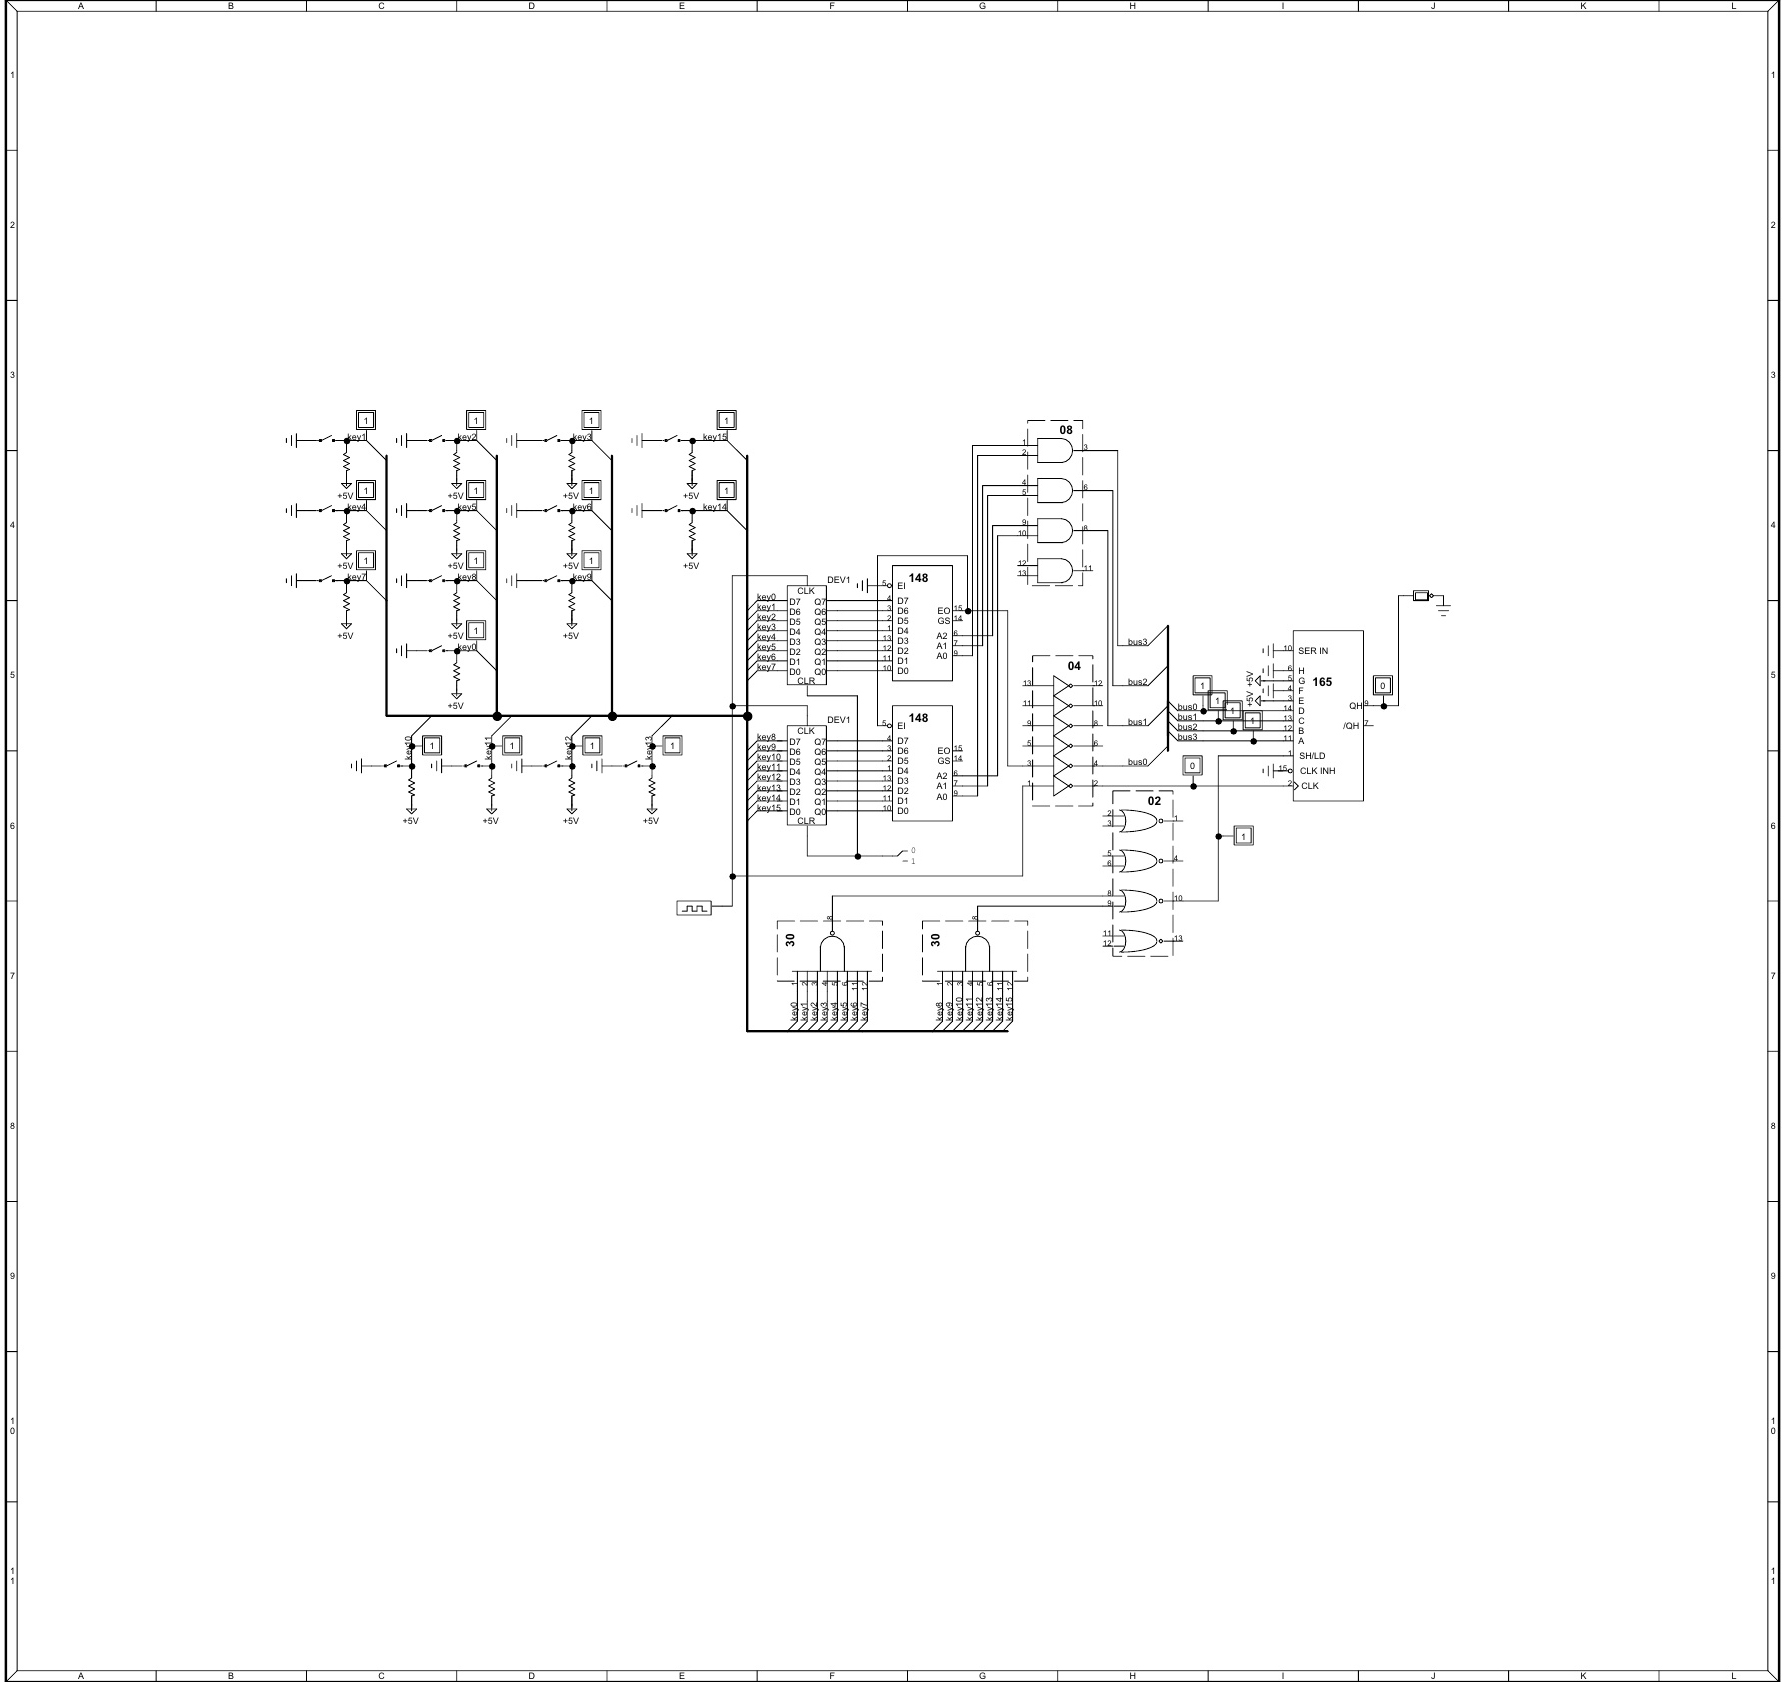 A B C D E F G H I J K L
1 1
2 2
3 3
1 1 1 1
key1 key2 key3 key15
+5V +5V +5V +5V
08
1 2 3
4 5 6
9 10 8
12 13 11
4 4
1 1 1 1
key4 key5 key6 key14
+5V +5V +5V +5V
1 1 1
key7 key8 key9
+5V +5V +5V
1
key0
+5V
DEV1
CLK
key0 D7 Q7
key1 D6 Q6
key2 D5 Q5
key3 D4 Q4
key4 D3 Q3
key5 D2 Q2
key6 D1 Q1
key7 D0 Q0
CLR
148
5 EI
4 D7
3 D6 EO 15
2 D5 GS 14
1 D4
13 D3 A2 6
12 D2 A1 7
11 D1 A0 9
10 D0
5 5
04
13 12
11 10
9 8
5 6
3 4
1 2
bus3
bus2
bus1
bus0
1 1 1 1
bus0
bus1
bus2
bus3
165
10 SER IN
6 H
+5V 5 G
4 F
+5V 3 E
14 D QH 9
13 C
12 B /QH 7
11 A
1 SH/LD
15 CLK INH
2 CLK
0
0
1
key10 1 key11 1 key12 1 key13 1
+5V +5V +5V +5V
DEV1
CLK
key8 D7 Q7
key9 D6 Q6
key10 D5 Q5
key11 D4 Q4
key12 D3 Q3
key13 D2 Q2
key14 D1 Q1
key15 D0 Q0
CLR
148
5 EI
4 D7
3 D6 EO 15
2 D5 GS 14
1 D4
13 D3 A2 6
12 D2 A1 7
11 D1 A0 9
10 D0
6 6
0
1
02
2 3 1
5 6 4
8 9 10
11 12 13
30
8
1 2 3 4 5 6 11 12
key0 key1 key2 key3 key4 key5 key6 key7
30
8
1 2 3 4 5 6 11 12
key8 key9 key10 key11 key12 key13 key14 key15
7 7
8 8
9 9
10 10
11 11
A B C D E F G H I J K L